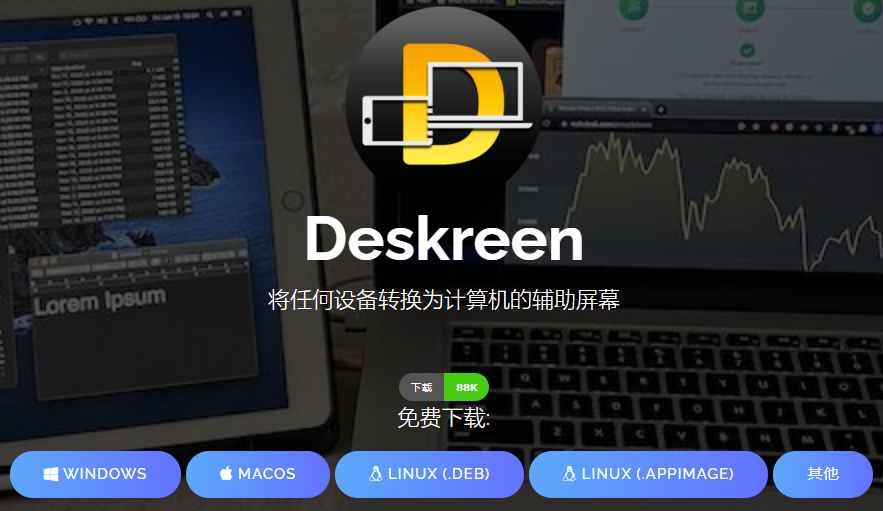 Lorem Ipsum
Deskreen
将任何设备转换为计算机的辅助屏幕
下载 88K
免费下载:
WINDOWS
MACOS
LINUX (.DEB)
LINUX (.APPIMAGE)
其他